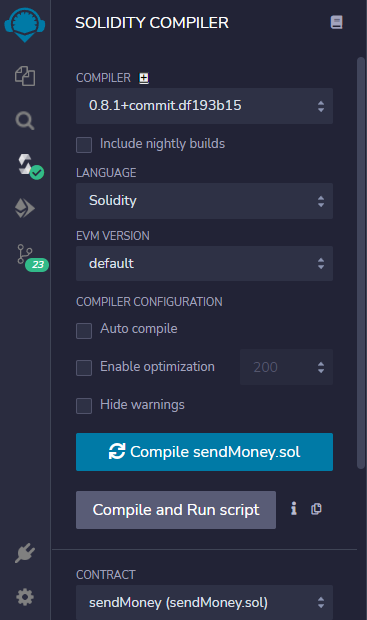 SOLIDITY COMPILER
COMPILER
0.8.1+commit.df193b15
Include nightly builds
LANGUAGE
Solidity
EVM VERSION
default
23
COMPILER CONFIGURATION
Auto compile
Enable optimization 200
Hide warnings
Compile sendMoney.sol
Compile and Run script
CONTRACT
sendMoney (sendMoney.sol)